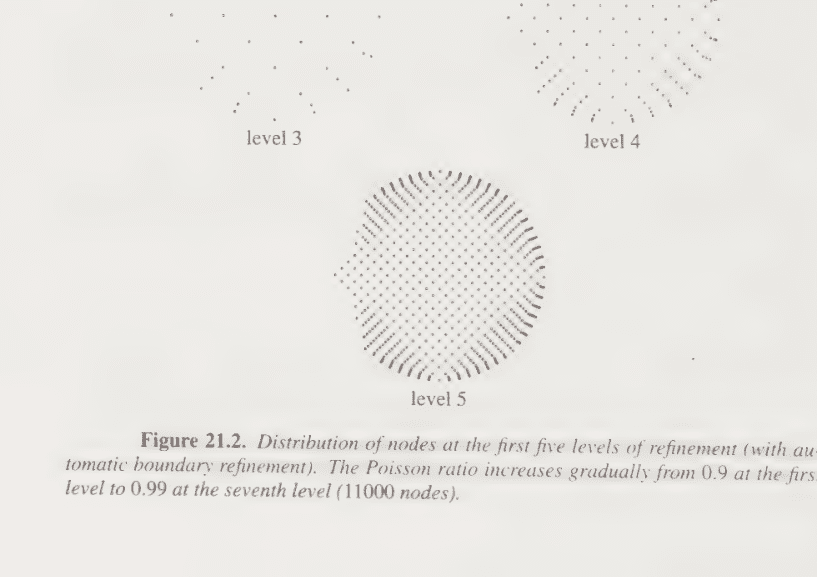 level 3
level 4
level 5
Figure 21.2. Distribution of nodes at the first five levels of refinement (with au-
tomatic boundary refinement). The Poisson ratio increases gradually from 0.9 at the firs
level to 0.99 at the seventh level (11000 nodes).